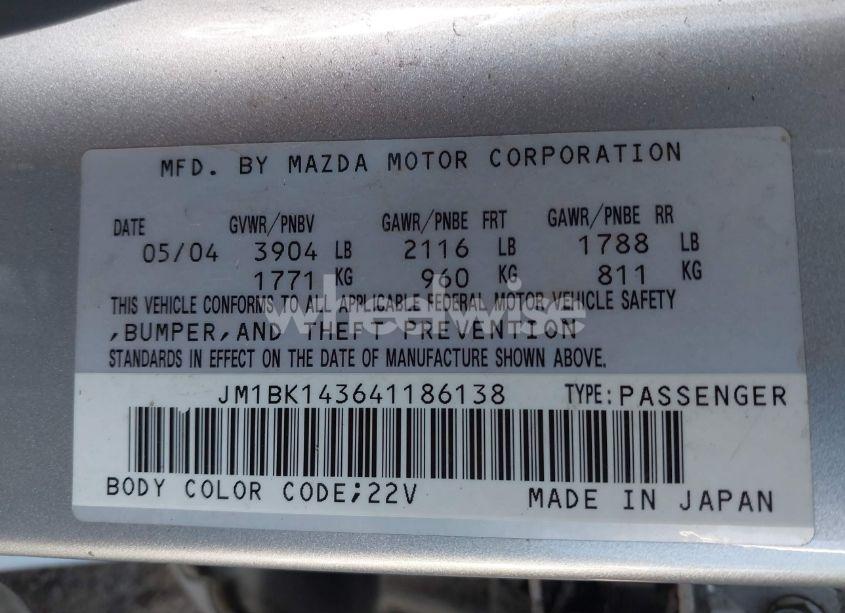 MFD. BY MAZDA MOTOR CORPORATION
DATE GVWR/PNBV GAWR/PNBE FRT GAWR/PNBE RR
05/04 3904 LB 2116 LB 1788 LB
1771 KG 960 KG 811 KG
THIS VEHICLE CONFORMS TO ALL APPLICABLE FEDERAL MOTOR VEHICLE SAFETY
,BUMPER,AND THEFT PREVENTION
STANDARDS IN EFFECT ON THE DATE OF MANUFACTURE SHOWN ABOVE.
wheelwise
JM1BK143641186138 TYPE:PASSENGER
BODY COLOR CODE;22V MADE IN JAPAN